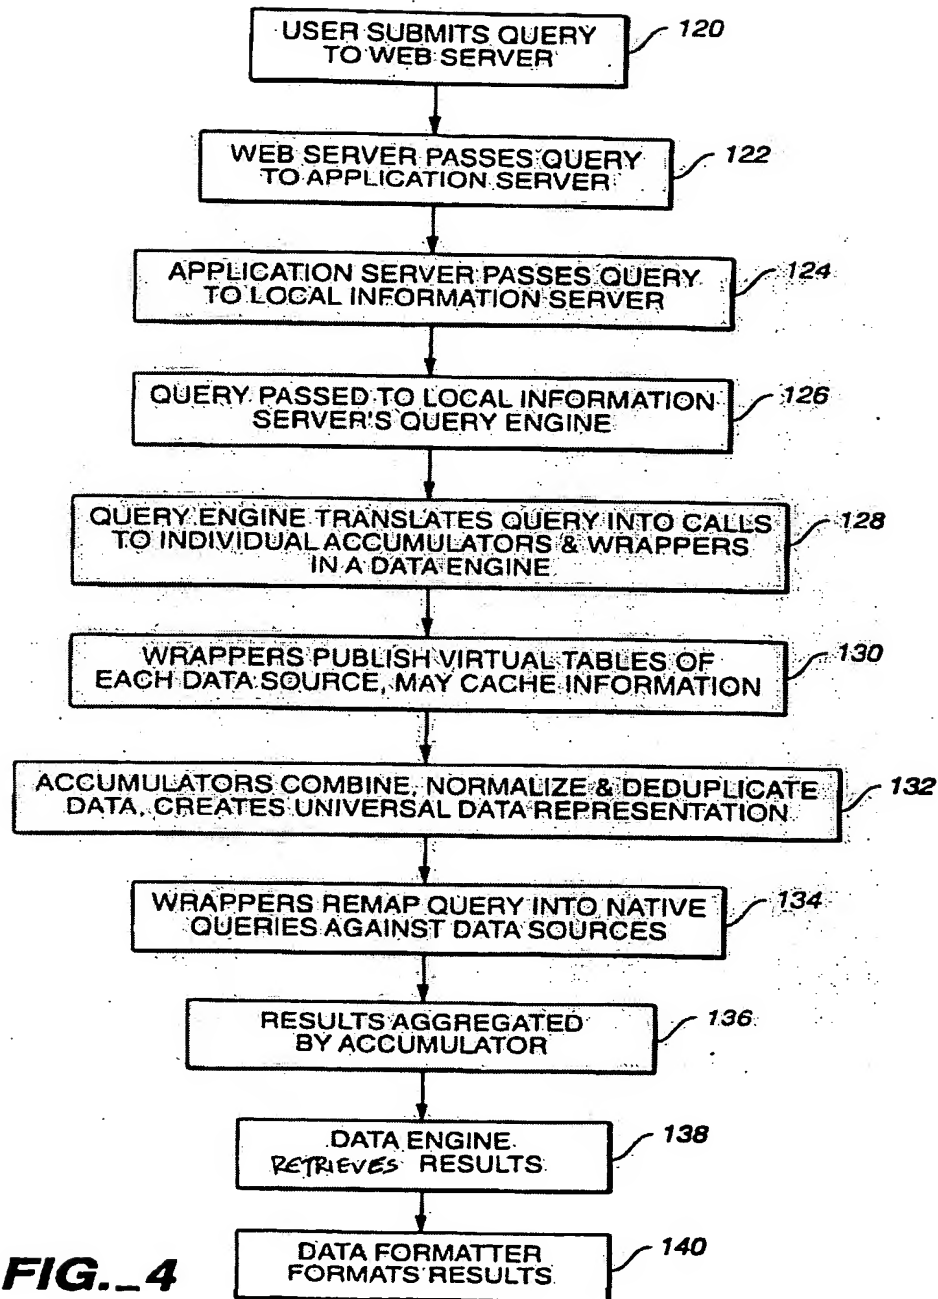 USER SUBMITS QUERY
TO WEB SERVER
120
WEB SERVER PASSES QUERY
TO APPLICATION SERVER
122
APPLICATION SERVER PASSES QUERY
TO LOCAL INFORMATION SERVER
124
QUERY PASSED TO LOCAL INFORMATION
SERVER'S QUERY ENGINE
126
QUERY ENGINE TRANSLATES QUERY INTO CALLS
TO INDIVIDUAL ACCUMULATORS & WRAPPERS
IN A DATA ENGINE
128
WRAPPERS PUBLISH VIRTUAL TABLES OF
EACH DATA SOURCE, MAY CACHE INFORMATION
130
ACCUMULATORS COMBINE, NORMALIZE & DEDUPLICATE
DATA, CREATES UNIVERSAL DATA REPRESENTATION
132
WRAPPERS REMAP QUERY INTO NATIVE
QUERIES AGAINST DATA SOURCES
134
RESULTS AGGREGATED
BY ACCUMULATOR
136
DATA ENGINE
RETRIEVES RESULTS
138
DATA FORMATTER
FORMATS RESULTS
140
FIG._4